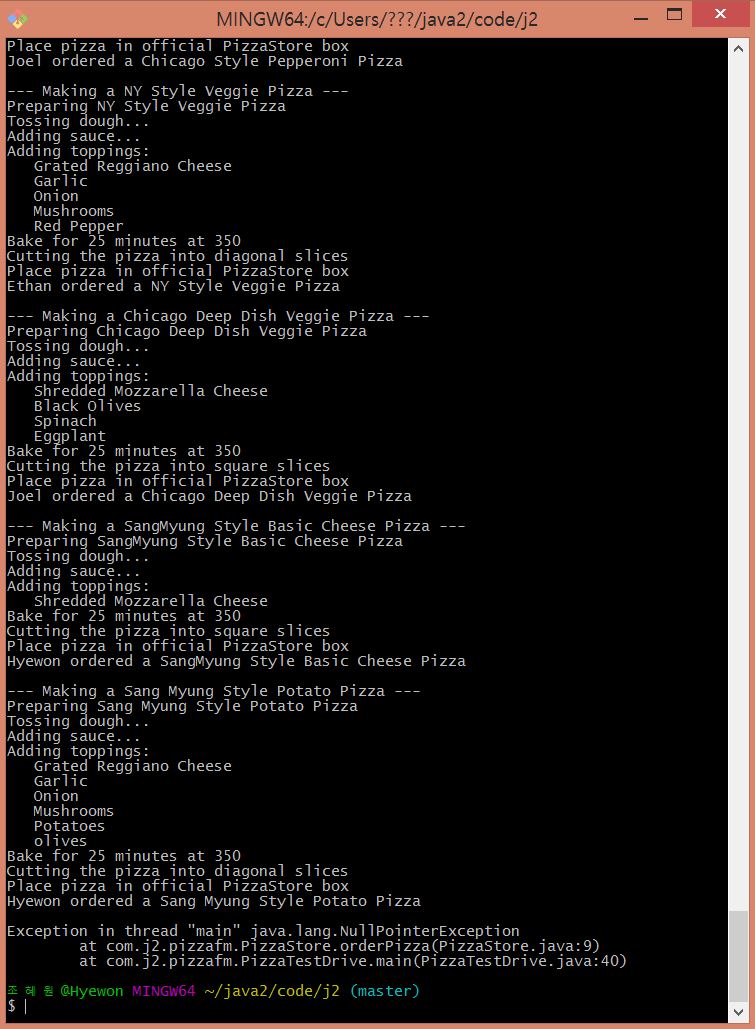 MINGW64:/c/Users/???/java2/code/j2
Place pizza in official PizzaStore box
Joel ordered a Chicago Style Pepperoni Pizza
--- Making a NY Style Veggie Pizza ---
Preparing NY Style Veggie Pizza
Tossing dough...
Adding sauce...
Adding toppings:
Grated Reggiano Cheese
Garlic
Onion
Mushrooms
Red Pepper
Bake for 25 minutes at 350
Cutting the pizza into diagonal slices
Place pizza in official PizzaStore box
Ethan ordered a NY Style Veggie Pizza
--- Making a Chicago Deep Dish Veggie Pizza ---
Preparing Chicago Deep Dish Veggie Pizza
Tossing dough...
Adding sauce...
Adding toppings:
Shredded Mozzarella Cheese
Black Olives
Spinach
Eggplant
Bake for 25 minutes at 350
Cutting the pizza into square slices
Place pizza in official PizzaStore box
Joel ordered a Chicago Deep Dish Veggie Pizza
--- Making a SangMyung Style Basic Cheese Pizza ---
Preparing SangMyung Style Basic Cheese Pizza
Tossing dough...
Adding sauce...
Adding toppings:
Shredded Mozzarella Cheese
Bake for 25 minutes at 350
Cutting the pizza into square slices
Place pizza in official PizzaStore box
Hyewon ordered a SangMyung Style Basic Cheese Pizza
--- Making a Sang Myung Style Potato Pizza ---
Preparing Sang Myung Style Potato Pizza
Tossing dough...
Adding sauce...
Adding toppings:
Grated Reggiano Cheese
Garlic
Onion
Mushrooms
Potatoes
olives
Bake for 25 minutes at 350
Cutting the pizza into diagonal slices
Place pizza in official PizzaStore box
Hyewon ordered a Sang Myung Style Potato Pizza
Exception in thread "main" java.lang.NullPointerException
at com.j2.pizzafm.PizzaStore.orderPizza(PizzaStore.java:9)
at com.j2.pizzafm.PizzaTestDrive.main(PizzaTestDrive.java:40)
조 혜 원 @Hyewon MINGW64 ~/java2/code/j2 (master)
$